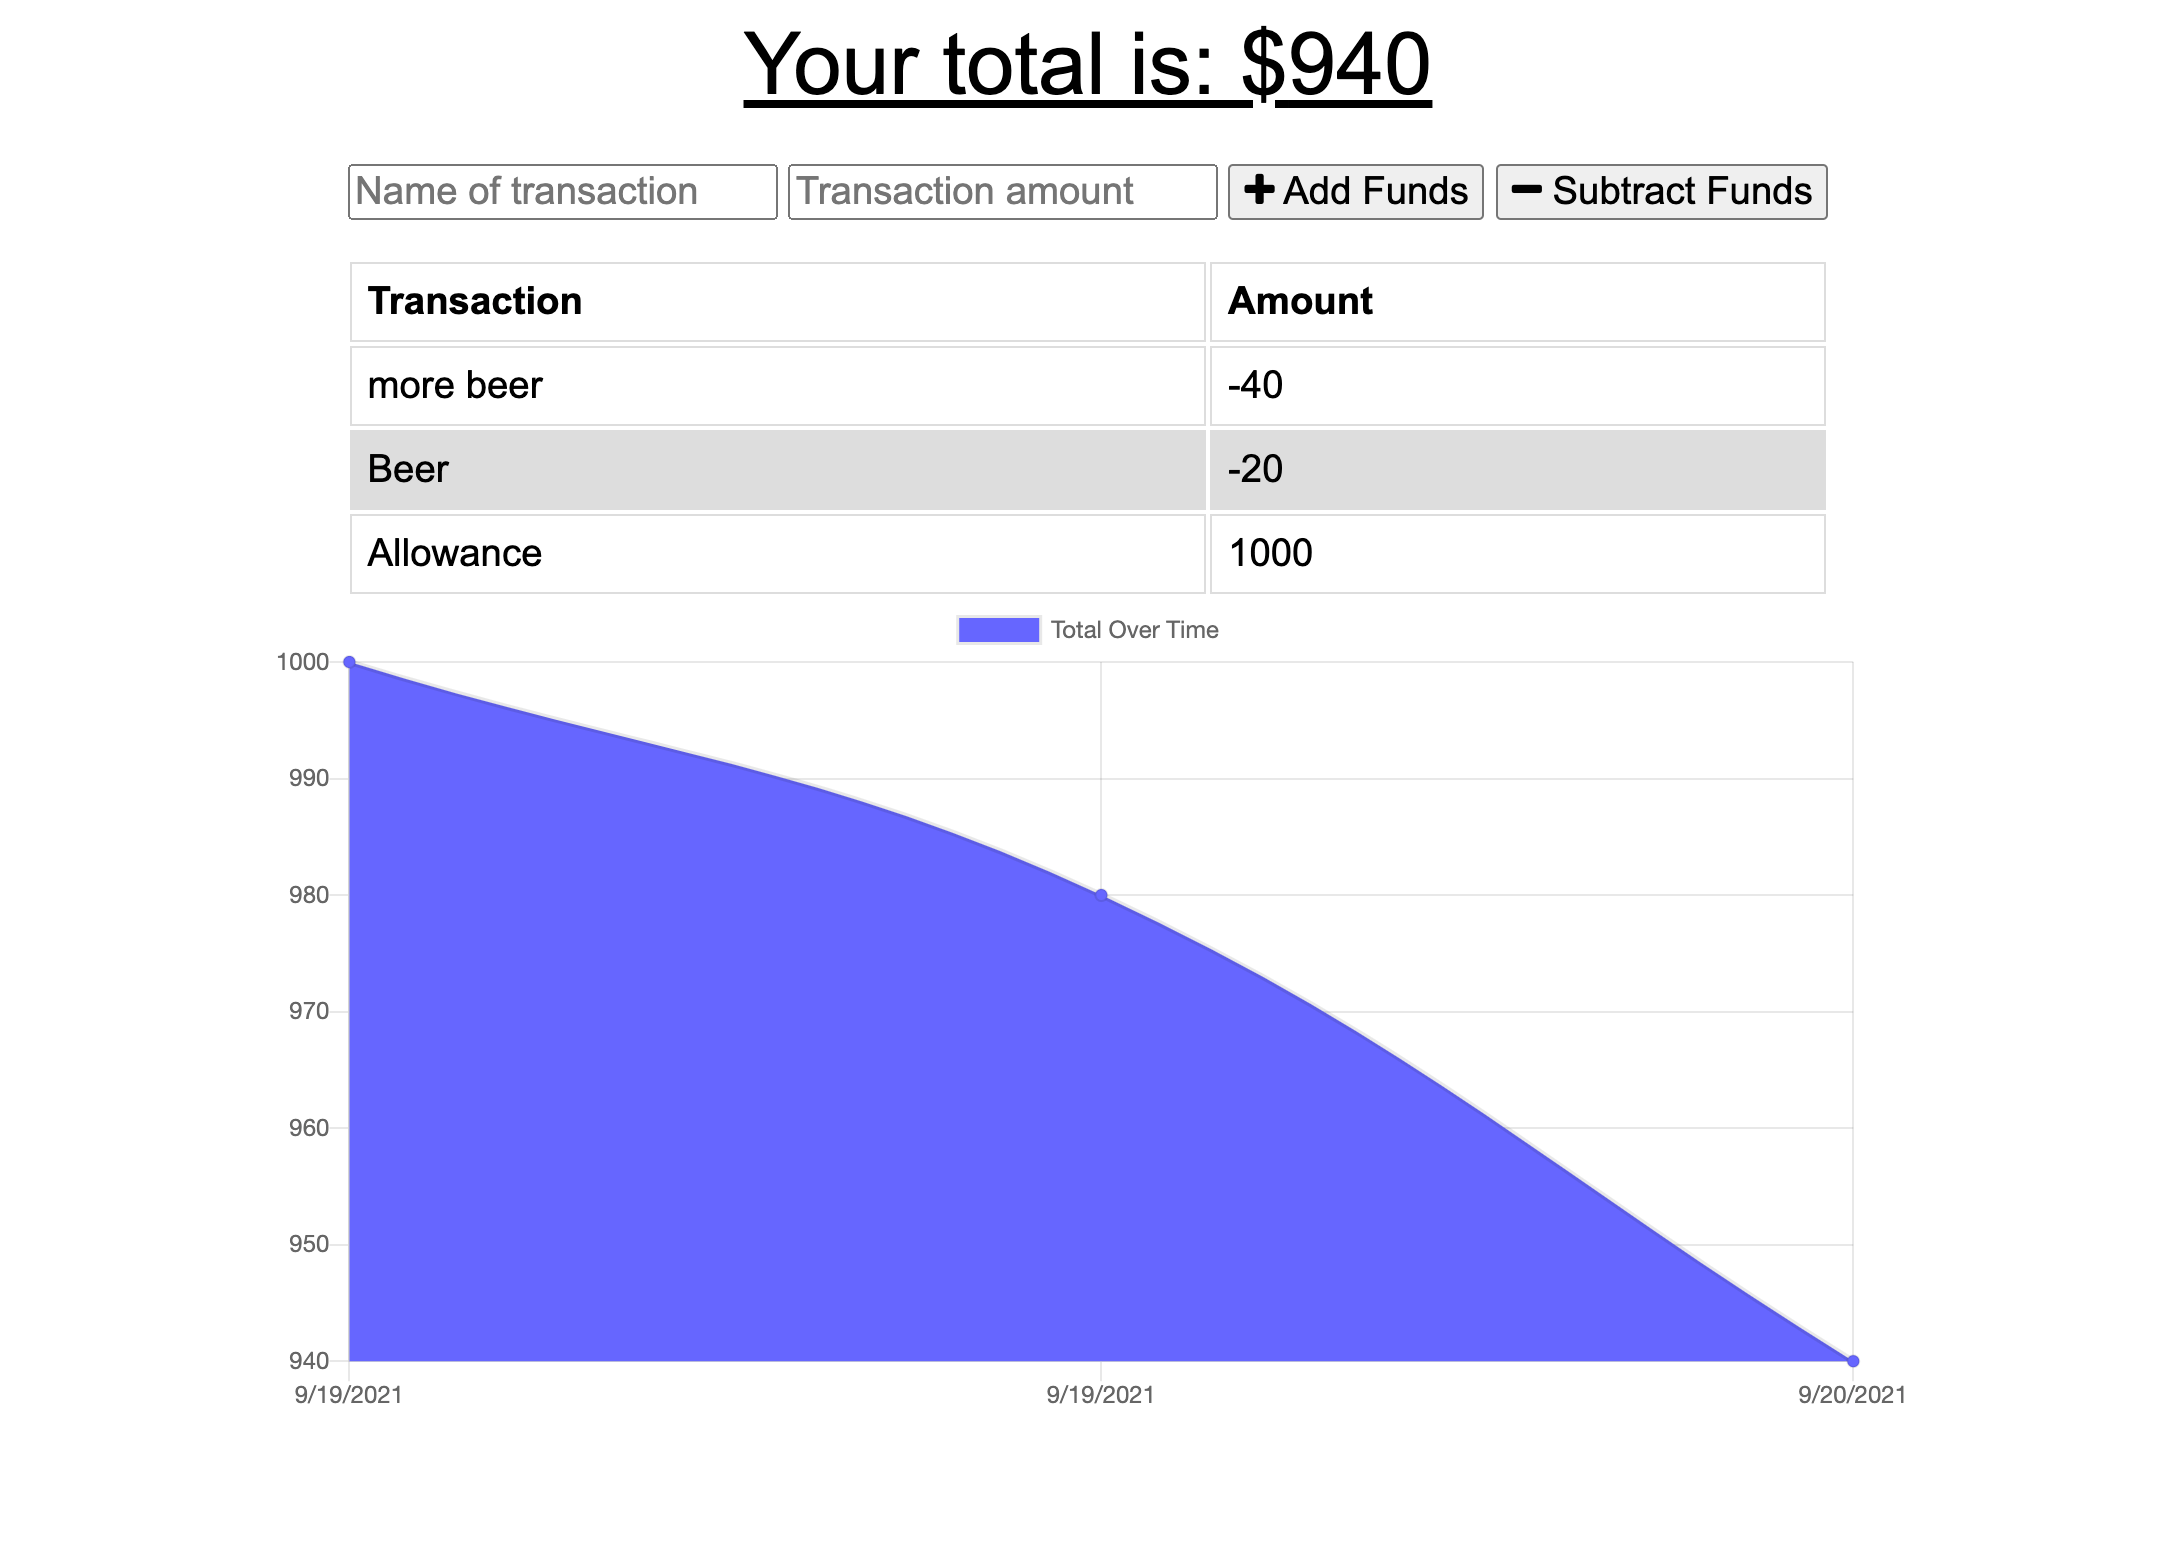 Your total is: $940
Name of transaction Transaction amount Add Funds Subtract Funds
Transaction Amount
more beer -40
Beer -20
Allowance 1000
Total Over Time
1000
990
980
970
960
950
940
9/19/2021 9/19/2021 9/20/2021